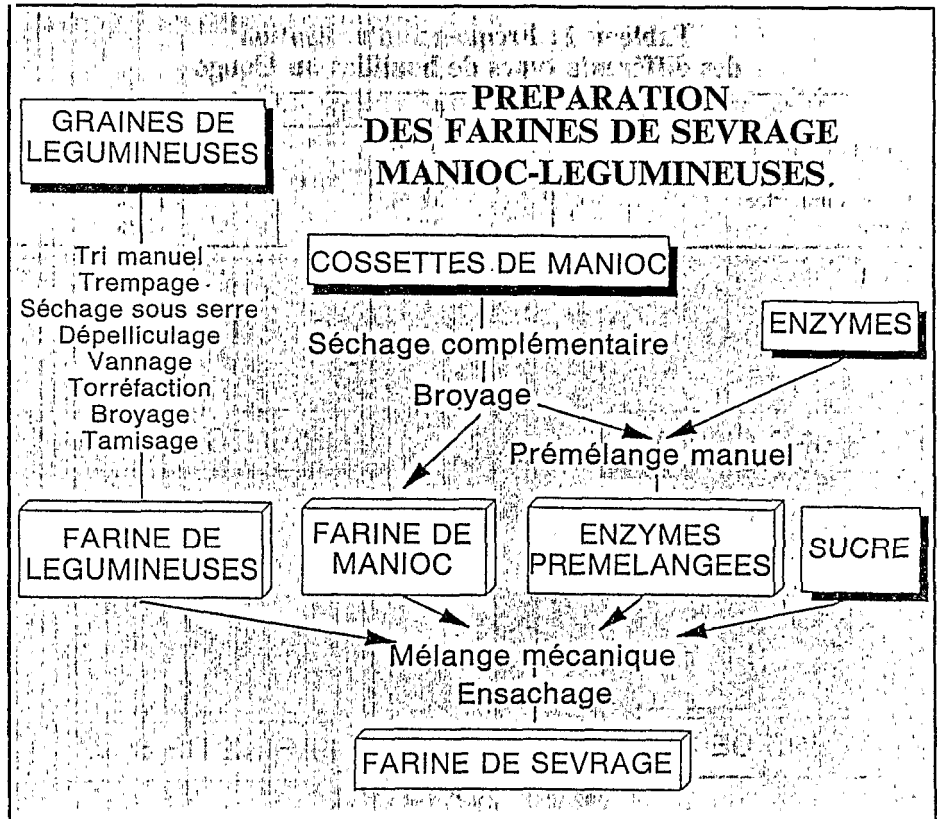 PREPARATION
DES FARINES DE SEVRAGE
MANIOC-LEGUMINEUSES.
GRAINES DE
LEGUMINEUSES
Tri manuel
Trempage
Séchage sous serre
Dépelliculage
Vannage
Torréfaction
Broyage
Tamisage
COSSETTES DE MANIOC
Séchage complémentaire
Broyage
ENZYMES
Prémélange manuel
FARINE DE
LEGUMINEUSES
FARINE DE
MANIOC
ENZYMES
PREMELANGEES
SUCRE
Mélange mécanique
Ensachage
FARINE DE SEVRAGE